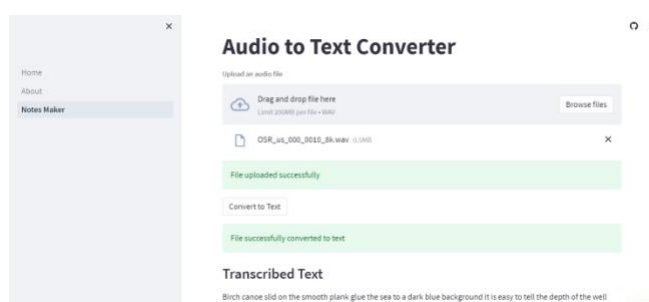 Home
About
Notes Maker
Audio to Text Converter
Upload an audio file
Drag and drop file here
Limit 200MB per file • WAV
Browse files
OSR_us_000_0010_8k.wav 0.5MB
File uploaded successfully
Convert to Text
File successfully converted to text
Transcribed Text
Birch canoe slid on the smooth plank glue the sea to a dark blue background it is easy to tell the depth of the well